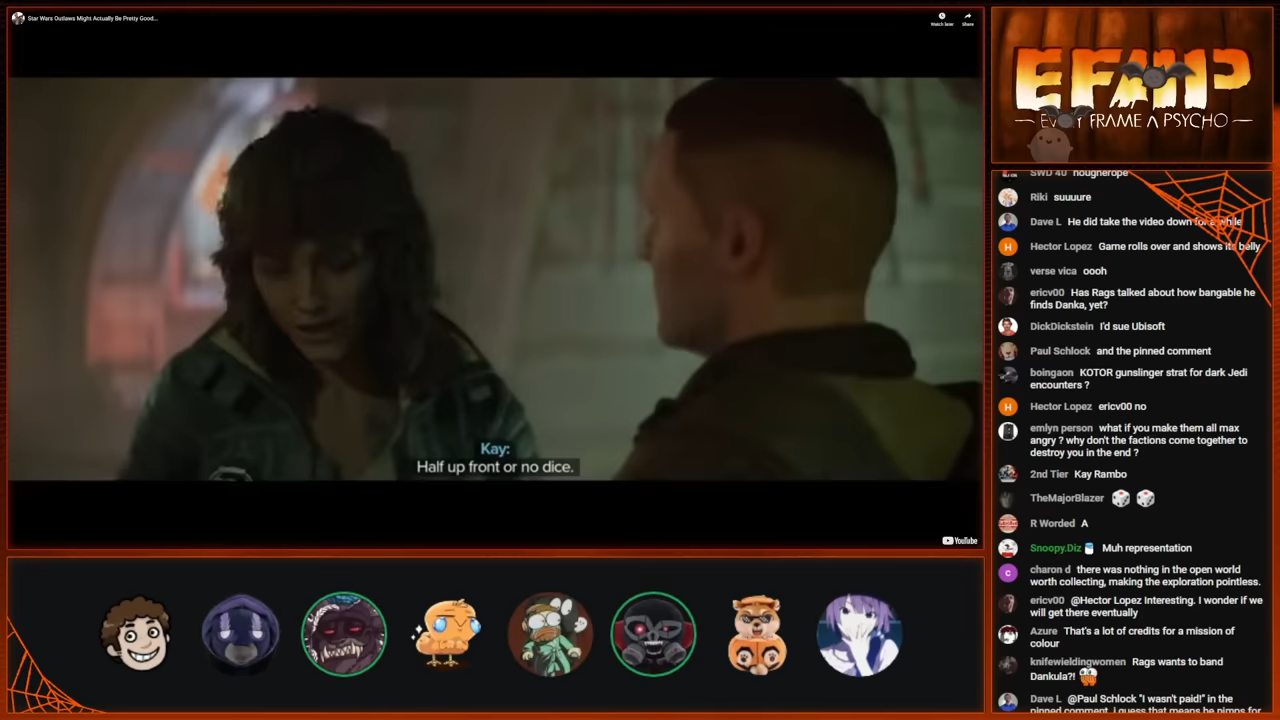 Star Wars Outlaws Might Actually Be Pretty Good...
Watch later
Share
Kay:
Half up front or no dice.
YouTube
EFAP
EVERY FRAME A PSYCHO
SWD 40 nougherope
Riki suuuure
Dave L He did take the video down for a while
Hector Lopez Game rolls over and shows its belly
verse vica oooh
ericv00 Has Rags talked about how bangable he
finds Danka, yet?
DickDickstein I'd sue Ubisoft
Paul Schlock and the pinned comment
boingaon KOTOR gunslinger strat for dark Jedi
encounters ?
Hector Lopez ericv00 no
emlyn person what if you make them all max
angry ? why don't the factions come together to
destroy you in the end ?
2nd Tier Kay Rambo
TheMajorBlazer
R Worded A
Snoopy.Diz Muh representation
charon d there was nothing in the open world
worth collecting, making the exploration pointless.
ericv00 @Hector Lopez Interesting. I wonder if we
will get there eventually
Azure That's a lot of credits for a mission of
colour
knifewieldingwomen Rags wants to band
Dankula?!
Dave L @Paul Schlock "I wasn't paid!" in the
pinned comment, i guess that means he pimps for